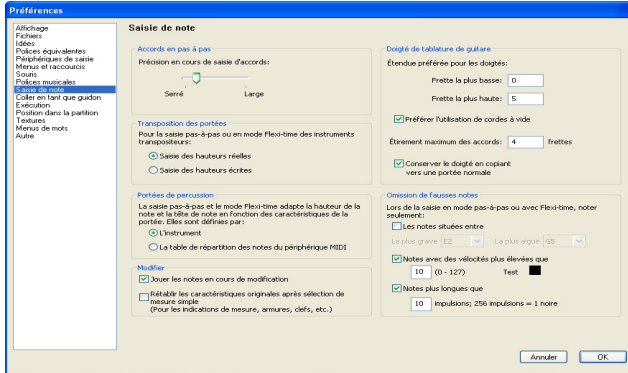 Préférences
Affichage
Fichiers
Idées
Polices équivalentes
Périphériques de saisie
Menus et raccourcis
Souris
Polices musicales
Saisie de note
Coller en tant que guidon
Exécution
Position dans la partition
Textures
Menus de mots
Autre
Saisie de note
Accords en pas à pas
Précision en cours de saisie d'accords:
Serré Large
Transposition des portées
Pour la saisie pas-à-pas ou en mode Flexi-time des instruments
transpositeurs:
Saisie des hauteurs réelles
Saisie des hauteurs écrites
Portées de percussion
La saisie pas-à-pas et le mode Flexi-time adapte la hauteur de la
note et la tête de note en fonction des caractéristiques de la
portée. Elles sont définies par:
L'instrument
La table de répartition des notes du périphérique MIDI
Modifier
Jouer les notes en cours de modification
Rétablir les caractéristiques originales après sélection de
mesure simple
(Pour les indications de mesure, armures, clefs, etc.)
Doigté de tablature de guitare
Étendue préférée pour les doigtés:
Frette la plus basse: 0
Frette la plus haute: 5
Préférer l'utilisation de cordes à vide
Étirement maximum des accords: 4 frettes
Conserver le doigté en copiant
vers une portée normale
Omission de fausses notes
Lors de la saisie en mode pas-à-pas ou avec Flexi-time, noter
seulement:
Les notes situées entre
La plus grave E2 La plus aiguë G5
Notes avec des vélocités plus élevées que
10 (0 - 127) Test
Notes plus longues que
10 impulsions; 256 impulsions = 1 noire
Annuler OK